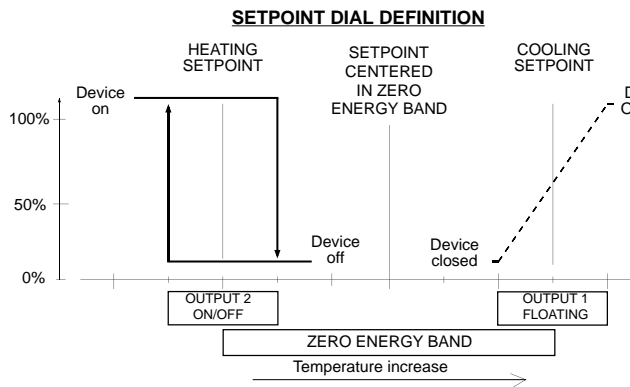 SETPOINT DIAL DEFINITION
HEATING
SETPOINT
SETPOINT
CENTERED
IN ZERO
ENERGY BAND
COOLING
SETPOINT
Device
on
100%
50%
0%
Device
off
Device
closed
OUTPUT 2
ON/OFF
OUTPUT 1
FLOATING
ZERO ENERGY BAND
Temperature increase